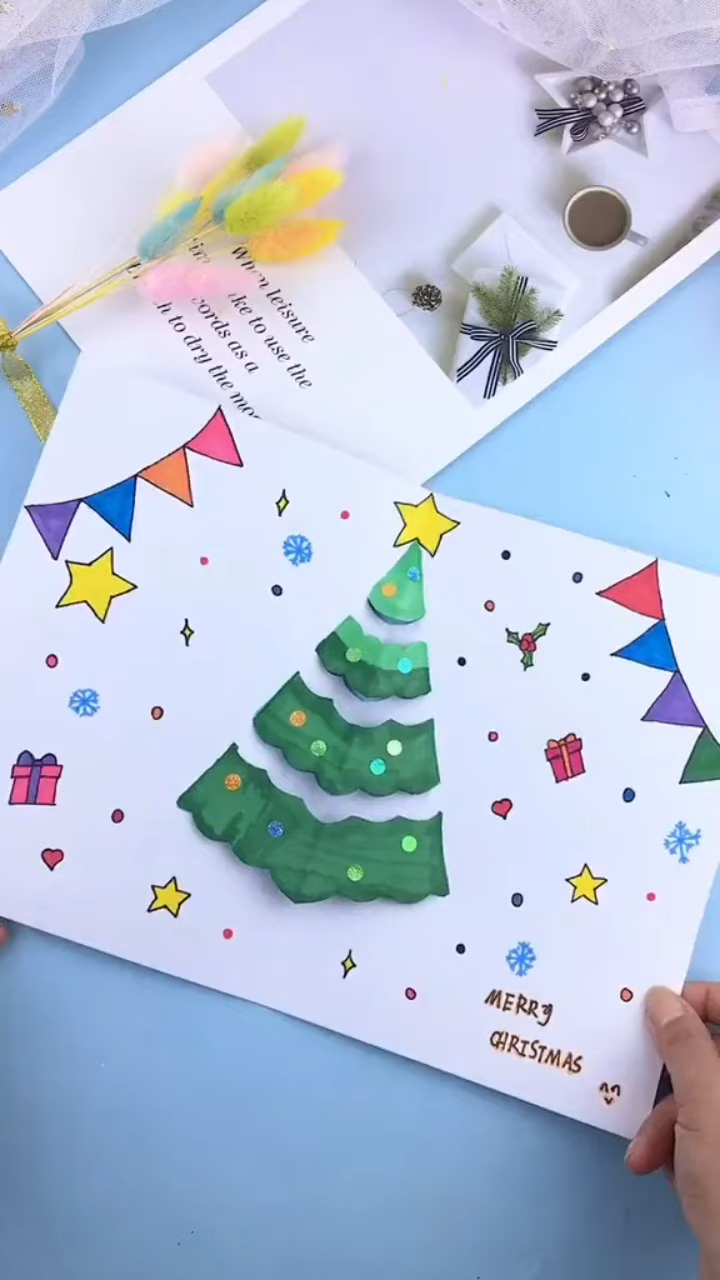 When leisure
ke to use the
ords as a
h to dry the mo
MERRY
CHRISTMAS